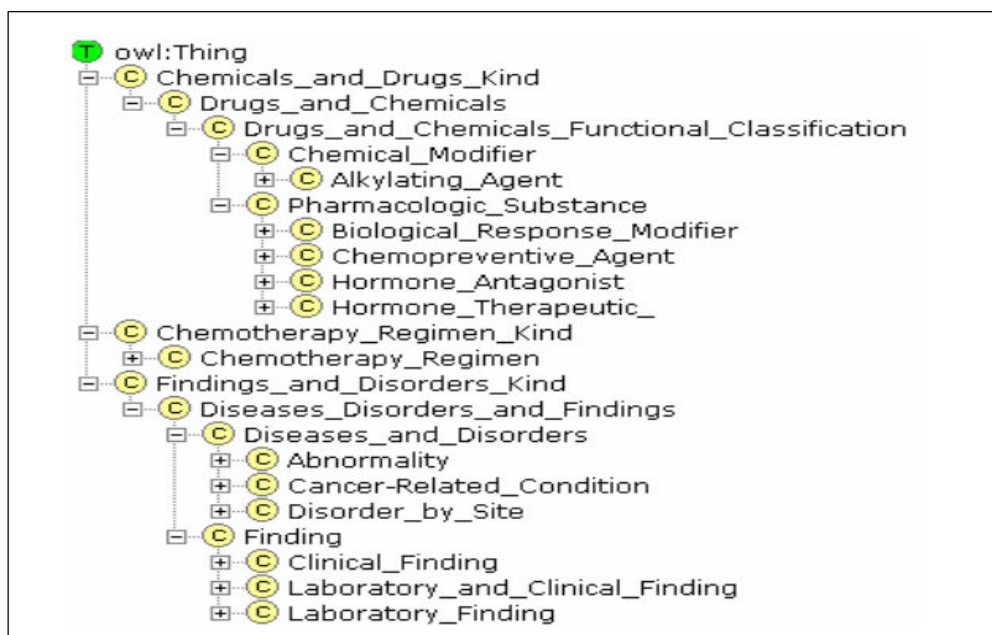 T owl:Thing
C Chemicals_and_Drugs_Kind
C Drugs_and_Chemicals
C Drugs_and_Chemicals_Functional_Classification
C Chemical_Modifier
C Alkylating_Agent
C Pharmacologic_Substance
C Biological_Response_Modifier
C Chemopreventive_Agent
C Hormone_Antagonist
C Hormone_Therapeutic_
C Chemotherapy_Regimen_Kind
C Chemotherapy_Regimen
C Findings_and_Disorders_Kind
C Diseases_Disorders_and_Findings
C Diseases_and_Disorders
C Abnormality
C Cancer-Related_Condition
C Disorder_by_Site
C Finding
C Clinical_Finding
C Laboratory_and_Clinical_Finding
C Laboratory_Finding